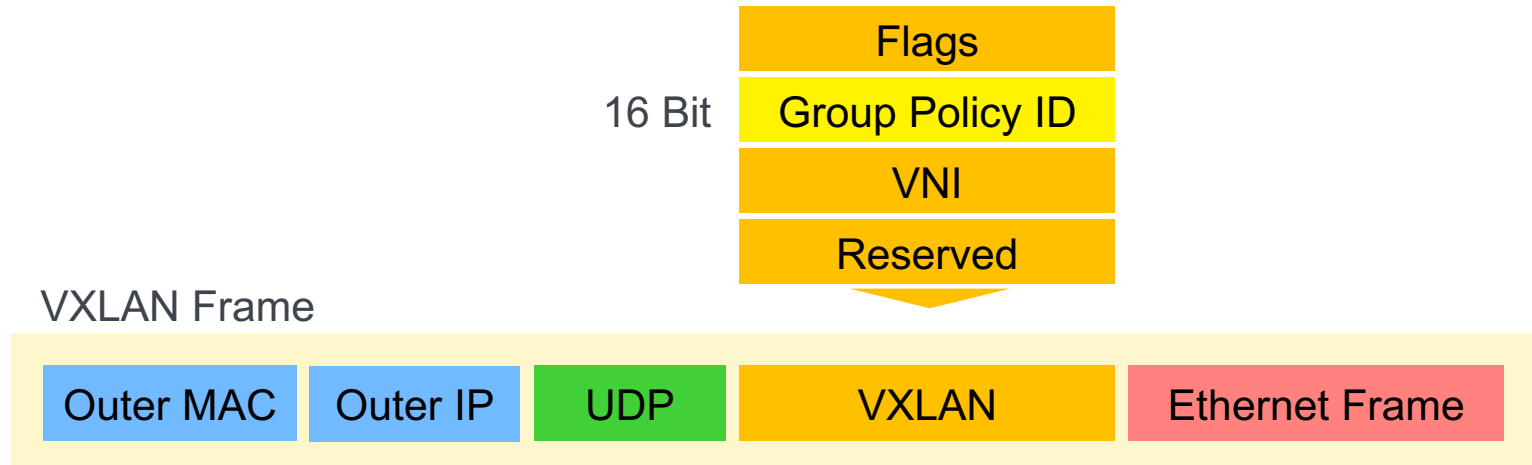 Flags
16 Bit
Group Policy ID
VNI
Reserved
VXLAN Frame
Outer MAC
Outer IP
UDP
VXLAN
Ethernet Frame